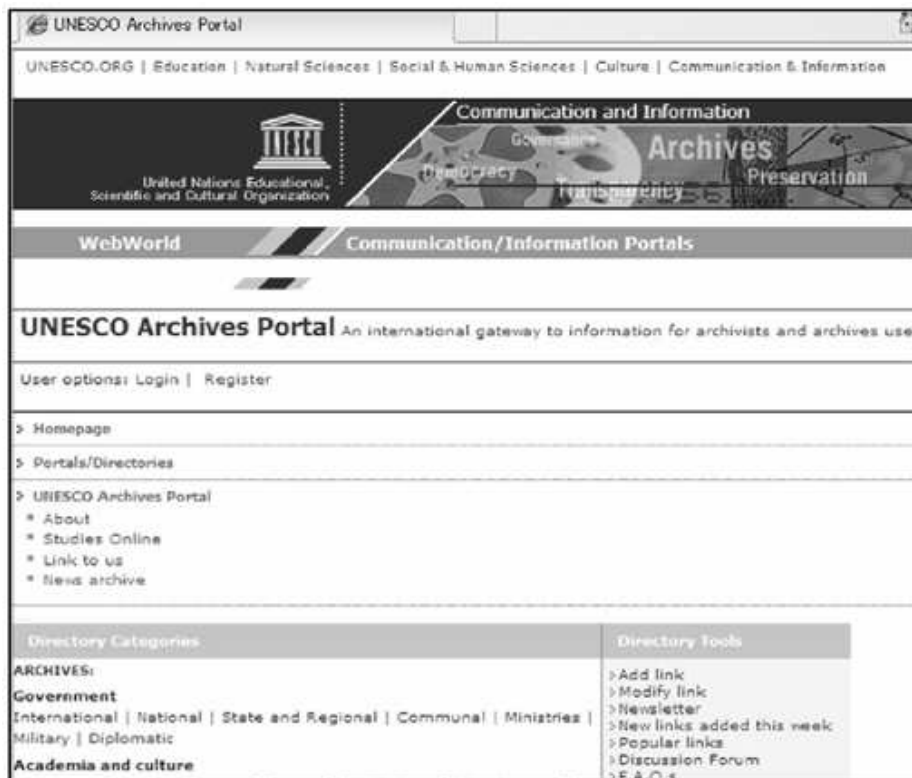 UNESCO Archives Portal
UNESCO.ORG | Education | Natural Sciences | Social & Human Sciences | Culture | Communication & Information
Communication and Information
UNESCO
Governance
Archives
Democracy
Preservation
Transparency
United Nations Educational,
Scientific and Cultural Organization
WebWorld
Communication/Information Portals
UNESCO Archives Portal An international gateway to information for archivists and archives use
User options: Login | Register
> Homepage
> Portals/Directories
> UNESCO Archives Portal
* About
* Studies Online
* Link to us
* News archive
Directory Categories
Directory Tools
ARCHIVES:
Government
International | National | State and Regional | Communal | Ministries |
Military | Diplomatic
Academia and culture
>Add link
>Modify link
>Newsletter
>New links added this week
>Popular links
>Discussion Forum
>F.A.Q.s